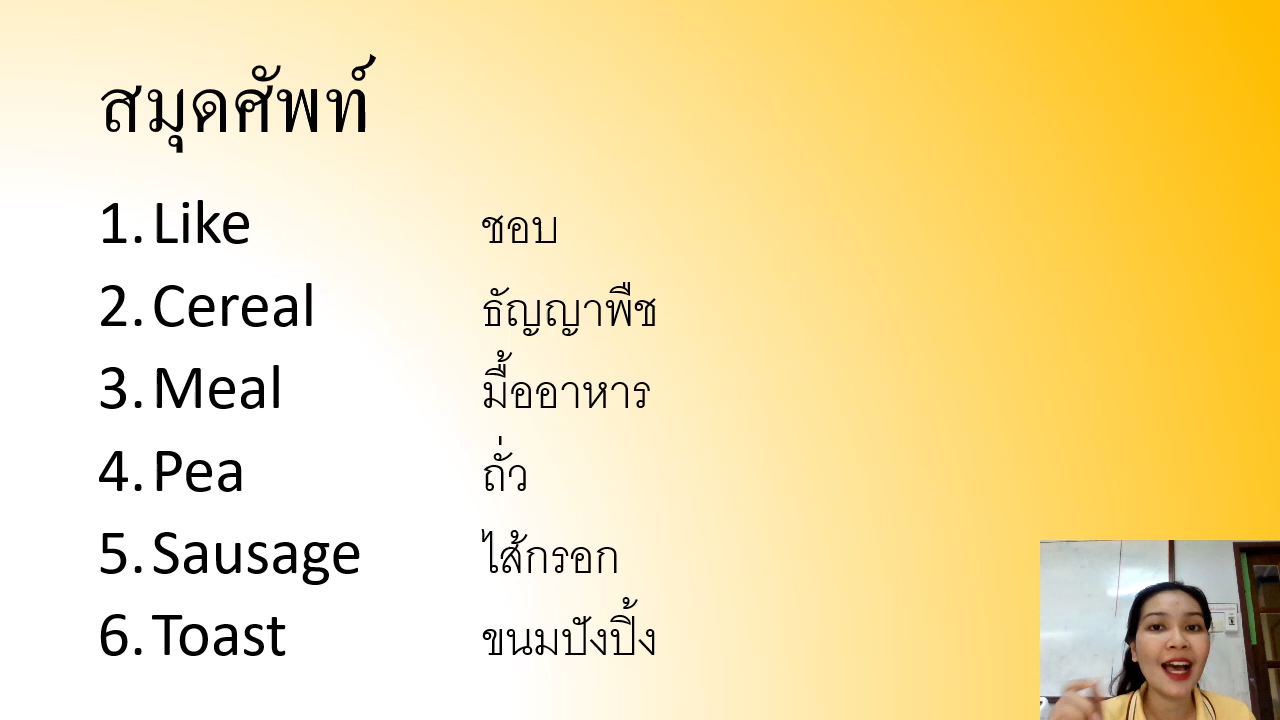 สมุดศัพท์
1. Like ชอบ
2. Cereal ธัญญาพืช
3. Meal มื้ออาหาร
4. Pea ถั่ว
5. Sausage ไส้กรอก
6. Toast ขนมปังปิ้ง